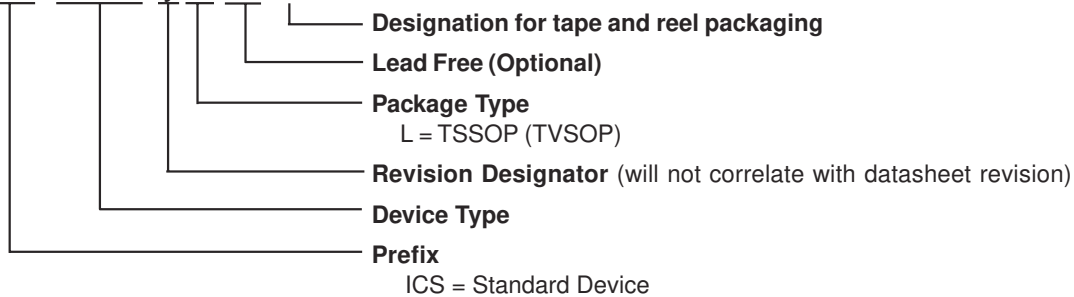 Designation for tape and reel packaging
Lead Free (Optional)
Package Type
L = TSSOP (TVSOP)
Revision Designator (will not correlate with datasheet revision)
Device Type
Prefix
ICS = Standard Device